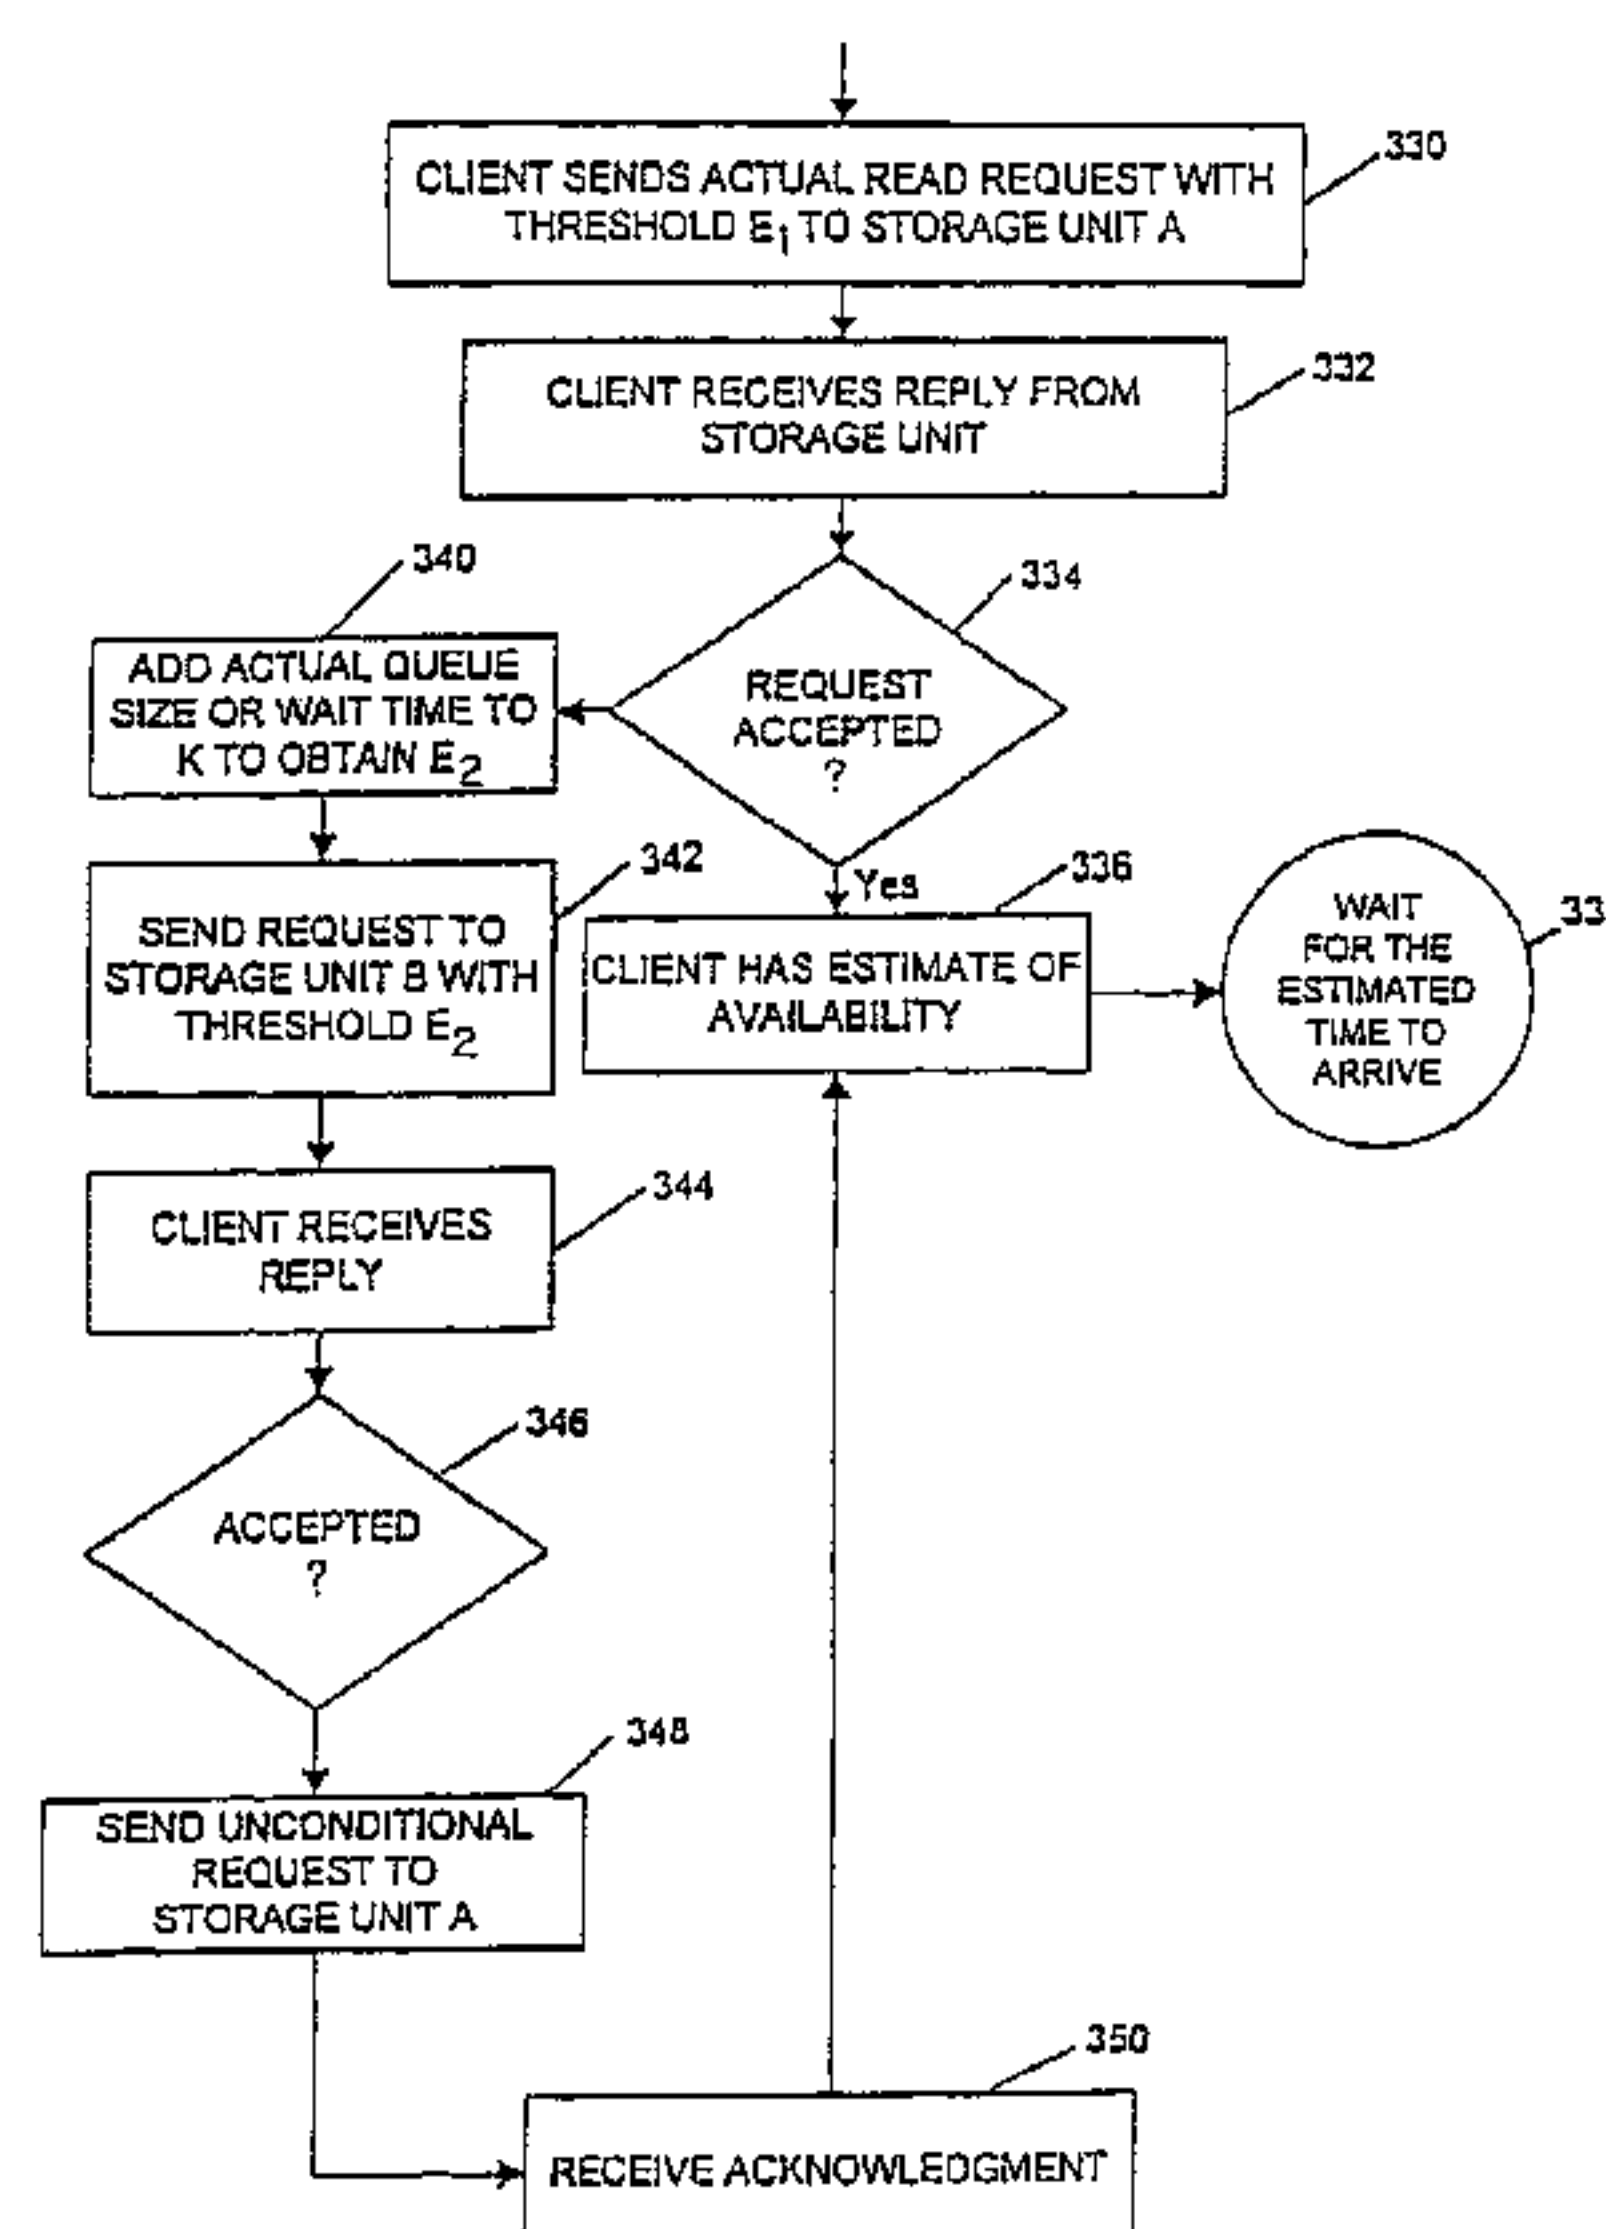 330
CLIENT SENDS ACTUAL READ REQUEST WITH
THRESHOLD E1 TO STORAGE UNIT A
332
CLIENT RECEIVES REPLY FROM
STORAGE UNIT
334
REQUEST
ACCEPTED
?
340
ADD ACTUAL QUEUE
SIZE OR WAIT TIME TO
K TO OBTAIN E2
Yes
342
SEND REQUEST TO
STORAGE UNIT B WITH
THRESHOLD E2
336
CLIENT HAS ESTIMATE OF
AVAILABILITY
33
WAIT
FOR THE
ESTIMATED
TIME TO
ARRIVE
344
CLIENT RECEIVES
REPLY
346
ACCEPTED
?
348
SEND UNCONDITIONAL
REQUEST TO
STORAGE UNIT A
350
RECEIVE ACKNOWLEDGMENT